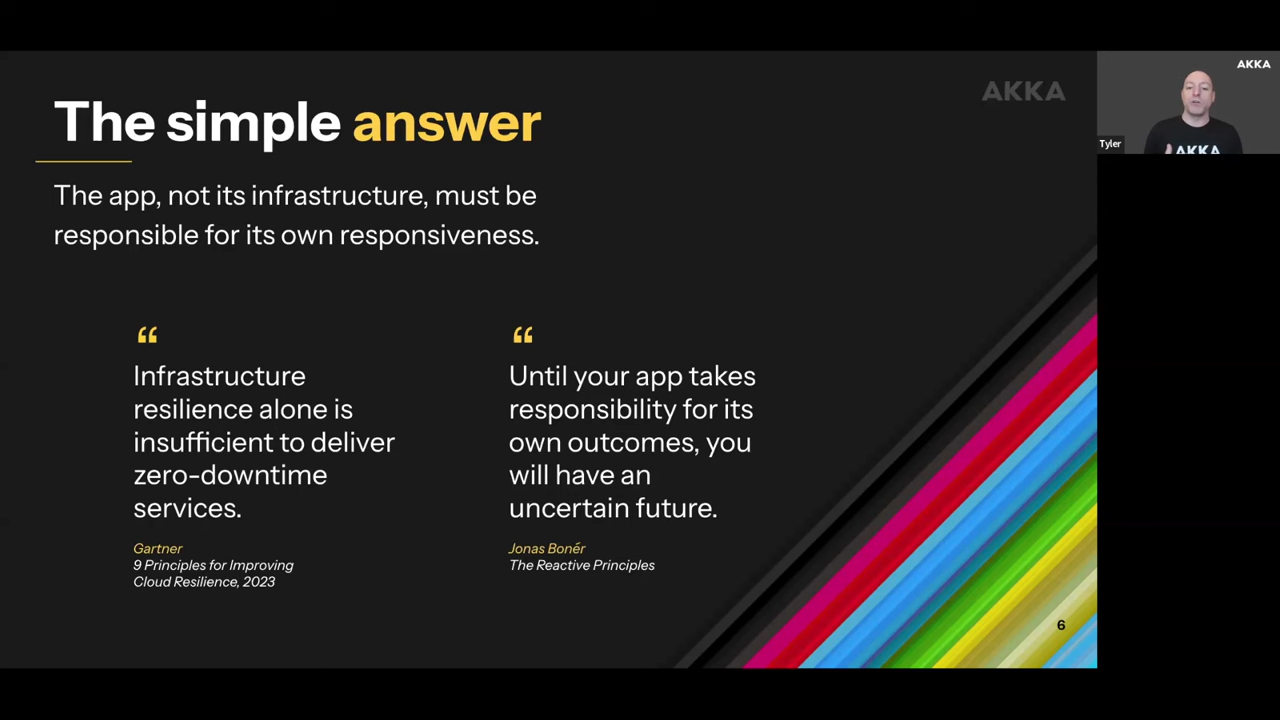 AKKA
The simple answer
The app, not its infrastructure, must be
responsible for its own responsiveness.
“
Infrastructure
resilience alone is
insufficient to deliver
zero-downtime
services.
Gartner
9 Principles for Improving
Cloud Resilience, 2023
“
Until your app takes
responsibility for its
own outcomes, you
will have an
uncertain future.
Jonas Bonér
The Reactive Principles
6
AKKA
AKKA
Tyler